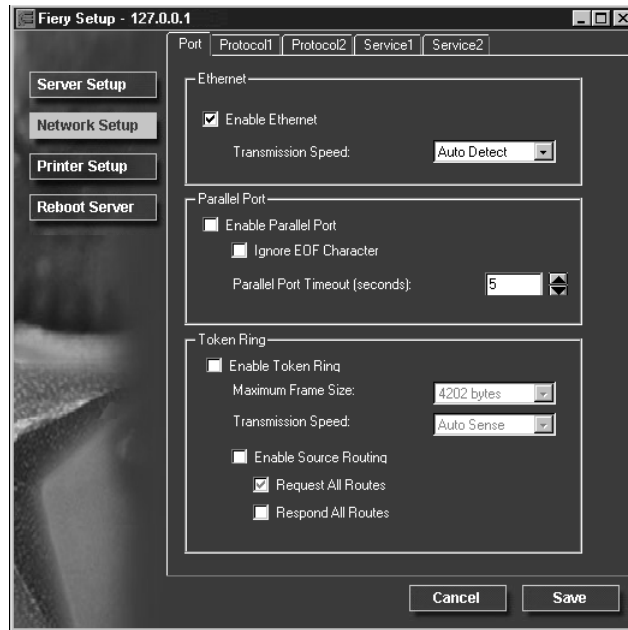 Fiery Setup - 127.0.0.1
Port Protocol1 Protocol2 Service1 Service2
Server Setup
Network Setup
Printer Setup
Reboot Server
Ethernet
Enable Ethernet
Transmission Speed: Auto Detect
Parallel Port
Enable Parallel Port
Ignore EOF Character
Parallel Port Timeout (seconds): 5
Token Ring
Enable Token Ring
Maximum Frame Size: 4202 bytes
Transmission Speed: Auto Sense
Enable Source Routing
Request All Routes
Respond All Routes
Cancel Save